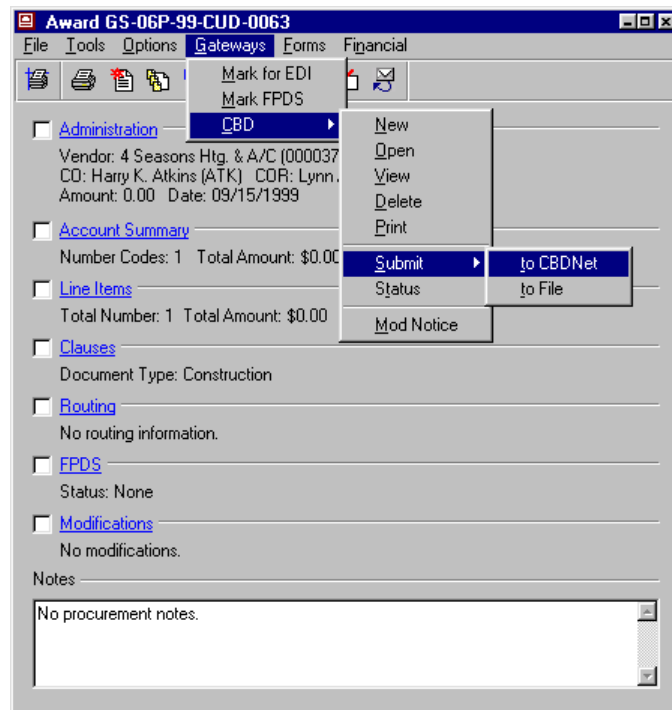 Award GS-06P-99-CUD-0063
File Tools Options Gateways Forms Financial
Mark for EDI
Mark FPDS
CBD
New
Open
View
Delete
Print
Submit
Status
Mod Notice
to CBDNet
to File
Administration
Vendor: 4 Seasons Htg. & A/C (000037
CO: Harry K. Atkins (ATK) COR: Lynn
Amount: 0.00 Date: 09/15/1999
Account Summary
Number Codes: 1 Total Amount: $0.00
Line Items
Total Number: 1 Total Amount: $0.00
Clauses
Document Type: Construction
Routing
No routing information.
FPDS
Status: None
Modifications
No modifications.
Notes
No procurement notes.